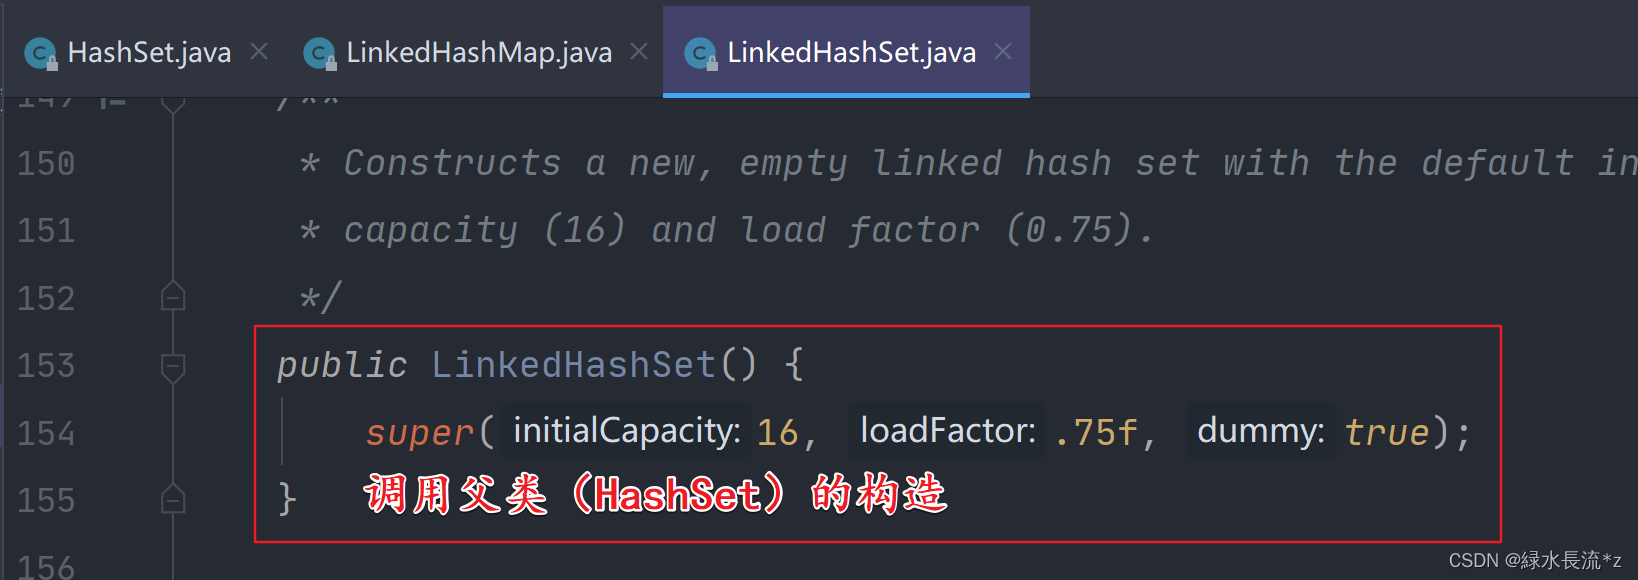 HashSet.java LinkedHashMap.java LinkedHashSet.java
/**
150 * Constructs a new, empty linked hash set with the default in
151 * capacity (16) and load factor (0.75).
152 */
153 public LinkedHashSet() {
154 super( initialCapacity: 16, loadFactor: .75f, dummy: true);
155 } 调用父类（HashSet）的构造
156
CSDN @緑水長流*z